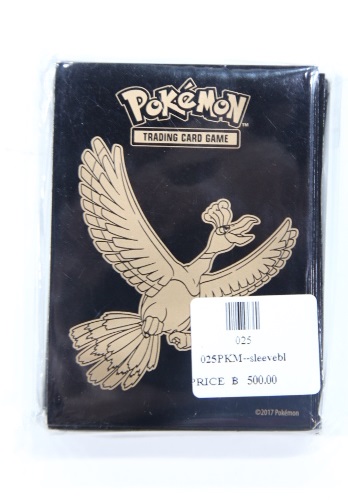 POKéMON
TRADING CARD GAME
025
025PKM--sleevebl
PRICE ฿ 500.00
©2017 Pokémon